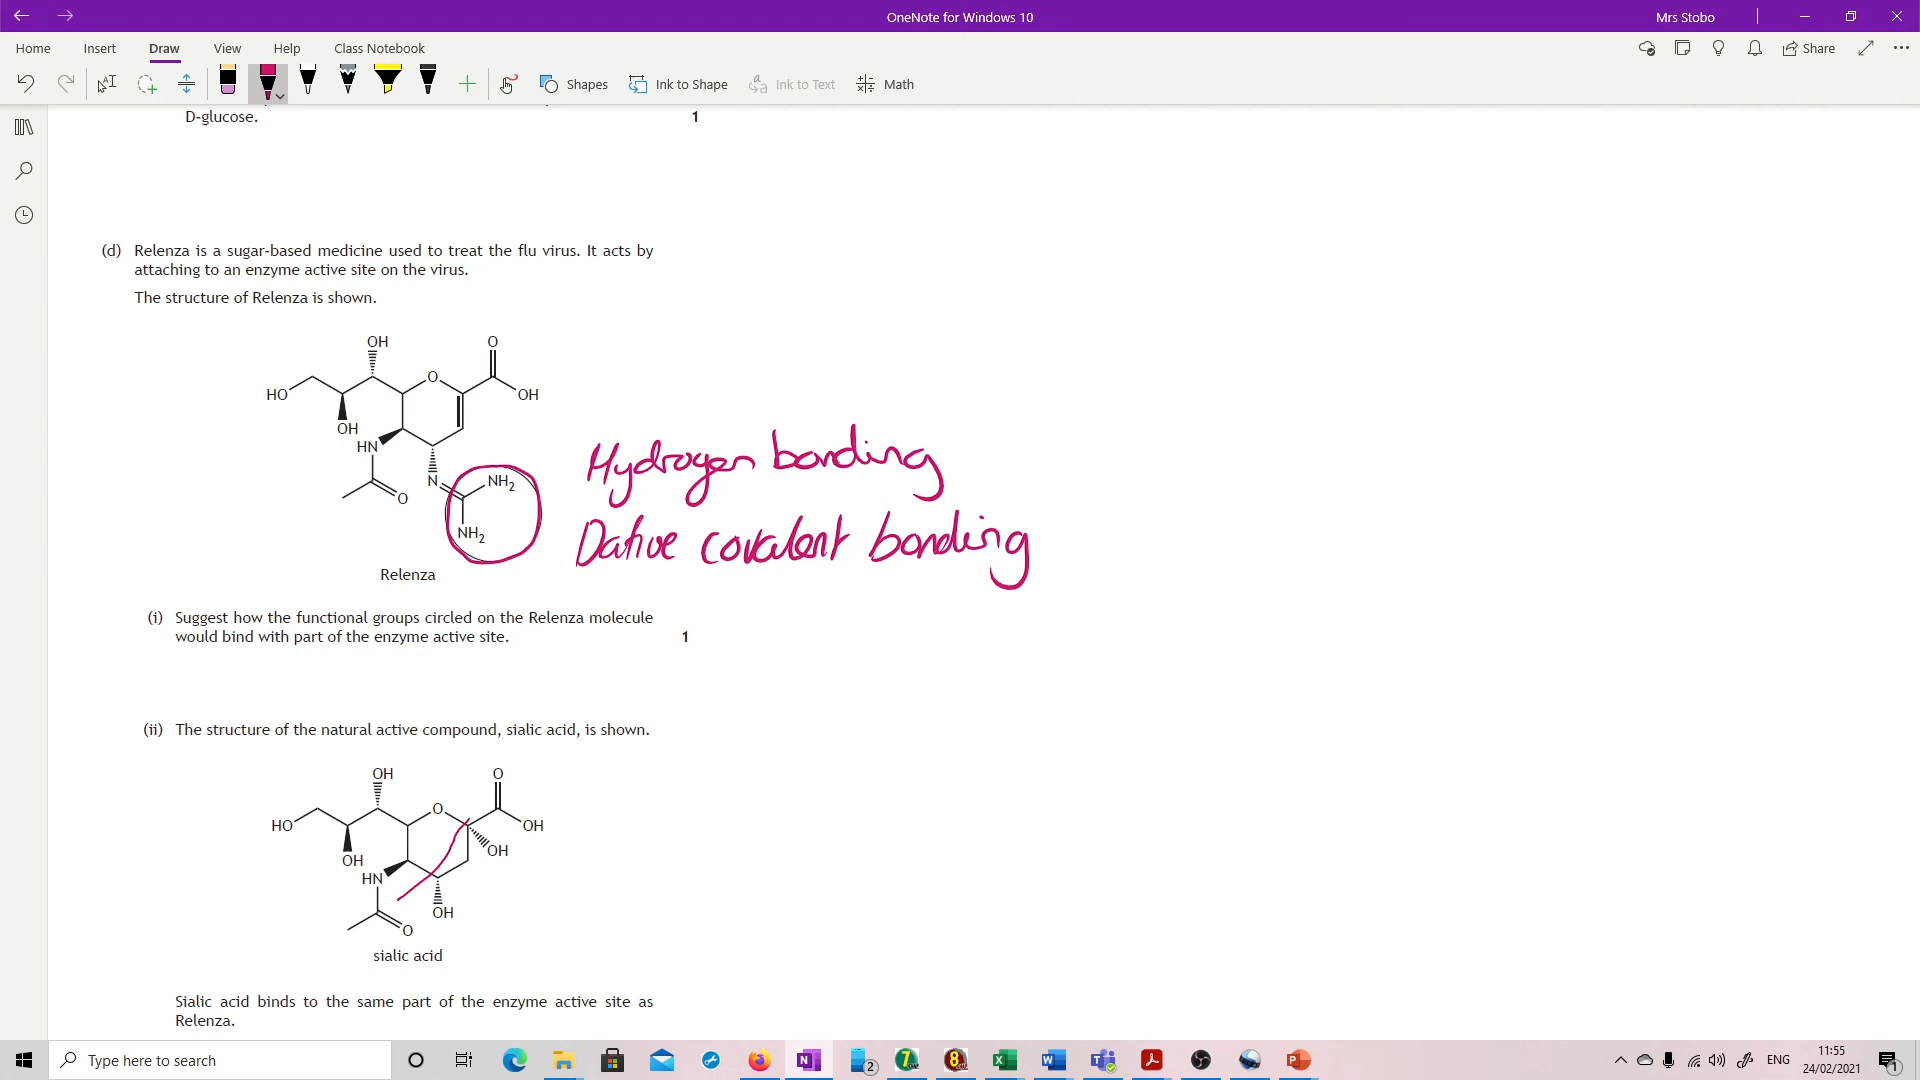 OneNote for Windows 10
Mrs Stobo
Home Insert Draw View Help Class Notebook
Share
Shapes Ink to Shape Ink to Text Math
D-glucose. 1
(d) Relenza is a sugar-based medicine used to treat the flu virus. It acts by
attaching to an enzyme active site on the virus.
The structure of Relenza is shown.
OH O
O
HO OH
OH
HN
N NH2
O
NH2
Relenza
Hydrogen bonding
Dative covalent bonding
(i) Suggest how the functional groups circled on the Relenza molecule
would bind with part of the enzyme active site. 1
(ii) The structure of the natural active compound, sialic acid, is shown.
OH O
O
HO OH
OH OH
HN
OH
O
sialic acid
Sialic acid binds to the same part of the enzyme active site as
Relenza.
Type here to search
ENG
11:55
24/02/2021